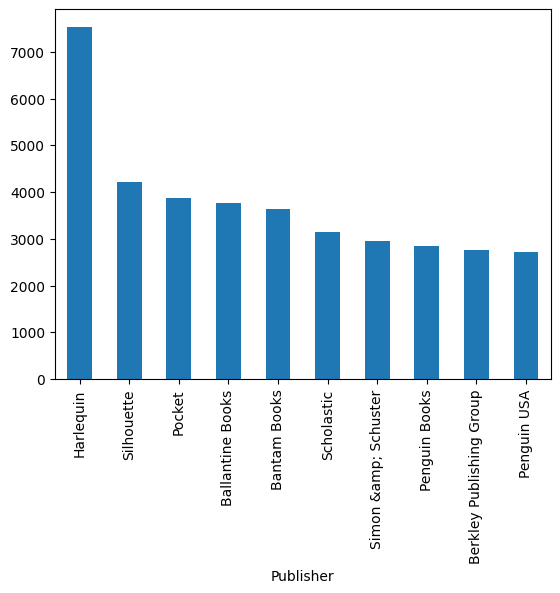 7000
6000
5000
4000
3000
2000
1000
0
Harlequin
Silhouette
Pocket
Ballantine Books
Bantam Books
Scholastic
Simon &amp; Schuster
Penguin Books
Berkley Publishing Group
Penguin USA
Publisher